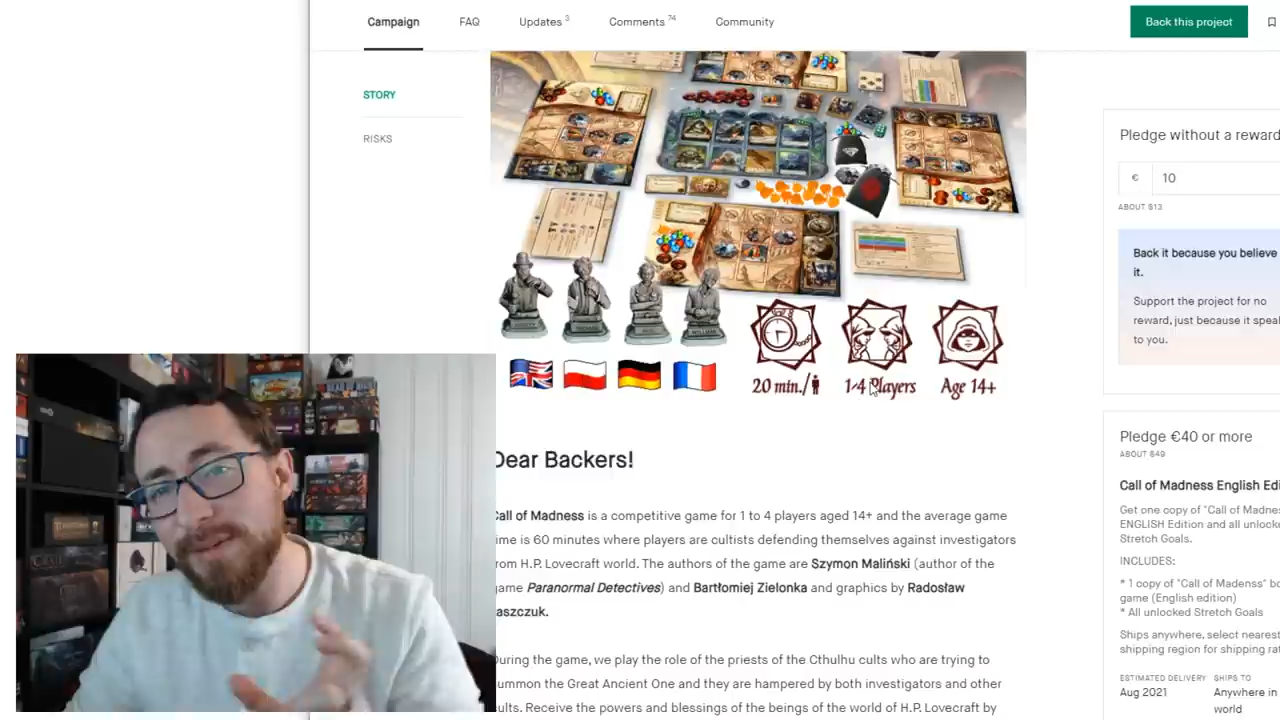 Campaign
FAQ
Updates 3
Comments 74
Community
Back this project
STORY
RISKS
20 min./
1-4 Players
Age 14+
Dear Backers!
Call of Madness is a competitive game for 1 to 4 players aged 14+ and the average game
ime is 60 minutes where players are cultists defending themselves against investigators
rom H.P. Lovecraft world. The authors of the game are Szymon Maliński (author of the
game Paranormal Detectives) and Bartłomiej Zielonka and graphics by Radosław
aszczuk.
During the game, we play the role of the priests of the Cthulhu cults who are trying to
summon the Great Ancient One and they are hampered by both investigators and other
ults. Receive the powers and blessings of the beings of the world of H.P. Lovecraft by
Pledge without a reward
€ 10
ABOUT $13
Back it because you believe
it.
Support the project for no
reward, just because it speak
to you.
Pledge €40 or more
ABOUT $49
Call of Madness English Edi
Get one copy of "Call of Madnes
ENGLISH Edition and all unlocke
Stretch Goals.
INCLUDES:
* 1 copy of "Call of Madenss" bo
game (English edition)
* All unlocked Stretch Goals
Ships anywhere, select nearest
shipping region for shipping rat
ESTIMATED DELIVERY
Aug 2021
SHIPS TO
Anywhere in
world